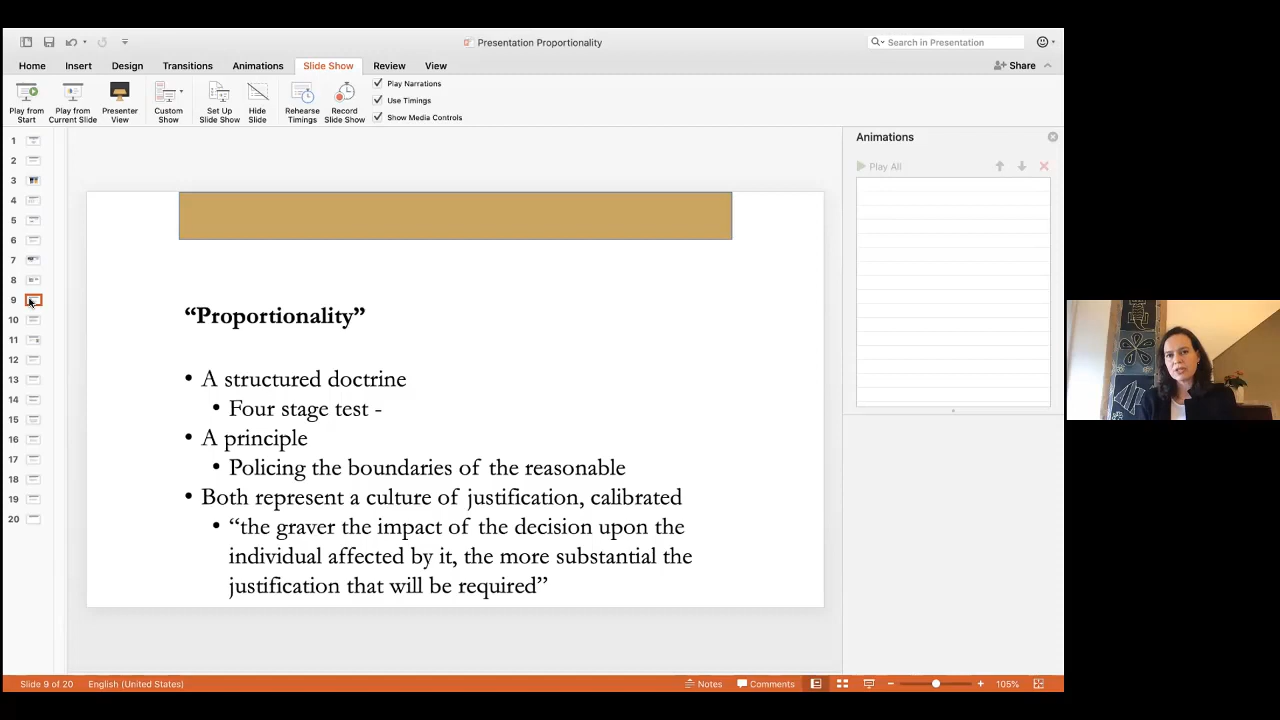 Presentation Proportionality
Search in Presentation
Home Insert Design Transitions Animations Slide Show Review View
Share
Play from Start
Play from Current Slide
Presenter View
Custom Show
Set Up Slide Show
Hide Slide
Rehearse Timings
Record Slide Show
Play Narrations
Use Timings
Show Media Controls
1
2
3
4
5
6
7
8
9
10
11
12
13
14
15
16
17
18
19
20
“Proportionality”
• A structured doctrine
• Four stage test -
• A principle
• Policing the boundaries of the reasonable
• Both represent a culture of justification, calibrated
• “the graver the impact of the decision upon the
individual affected by it, the more substantial the
justification that will be required”
Animations
Play All
Slide 9 of 20 English (United States)
Notes Comments 105%